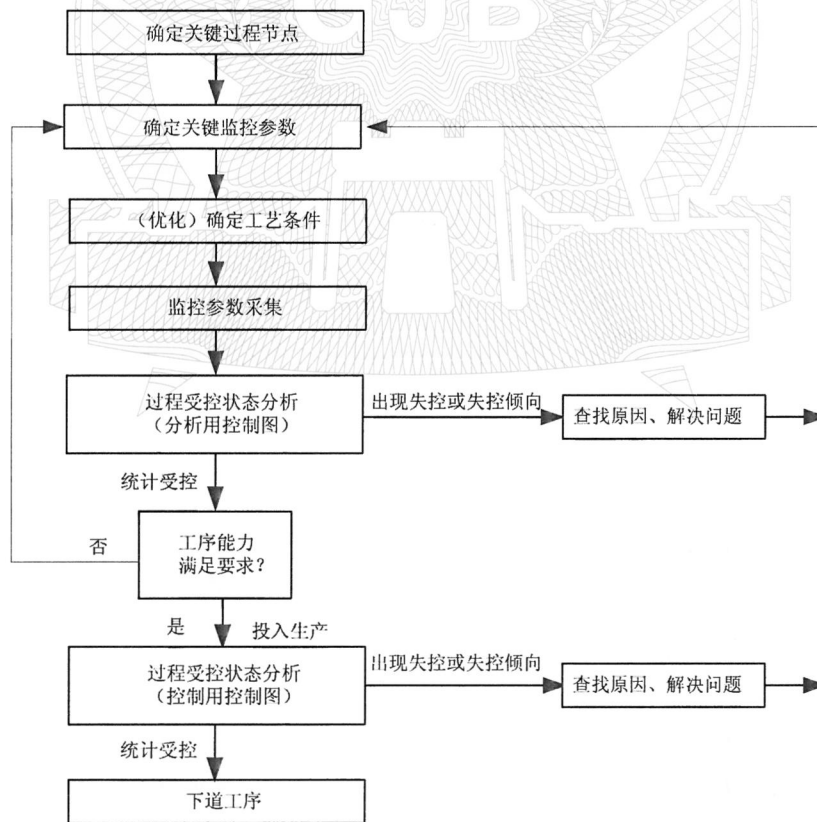 GJB
确定关键过程节点
确定关键监控参数
（优化）确定工艺条件
监控参数采集
过程受控状态分析
（分析用控制图）
出现失控或失控倾向
查找原因、解决问题
统计受控
否
工序能力
满足要求？
是
投入生产
过程受控状态分析
（控制用控制图）
出现失控或失控倾向
查找原因、解决问题
统计受控
下道工序